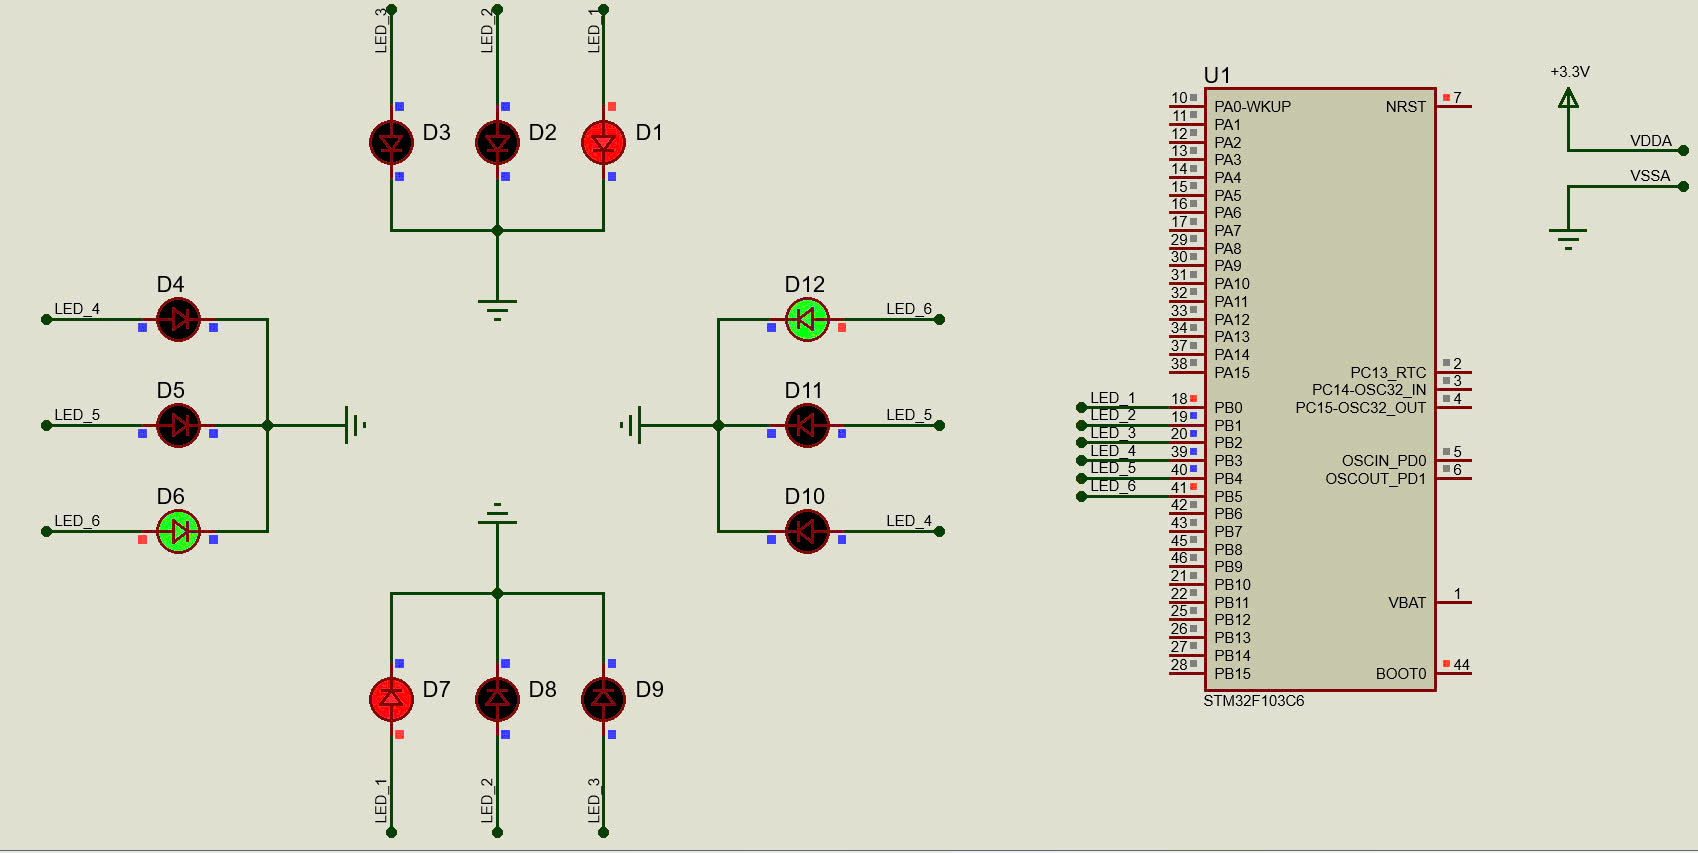 LED_3
LED_2
LED_1
D3
D2
D1
D4
LED_4
D5
LED_5
D6
LED_6
D12
LED_6
D11
LED_5
D10
LED_4
D7
D8
D9
LED_1
LED_2
LED_3
U1
10 PA0-WKUP
11 PA1
12 PA2
13 PA3
14 PA4
15 PA5
16 PA6
17 PA7
29 PA8
30 PA9
31 PA10
32 PA11
33 PA12
34 PA13
37 PA14
38 PA15
LED_1 18 PB0
LED_2 19 PB1
LED_3 20 PB2
LED_4 39 PB3
LED_5 40 PB4
LED_6 41 PB5
42 PB6
43 PB7
45 PB8
46 PB9
21 PB10
22 PB11
25 PB12
26 PB13
27 PB14
28 PB15
NRST 7
PC13_RTC 2
PC14-OSC32_IN 3
PC15-OSC32_OUT 4
OSCIN_PD0 5
OSCOUT_PD1 6
VBAT 1
BOOT0 44
STM32F103C6
+3.3V
VDDA
VSSA